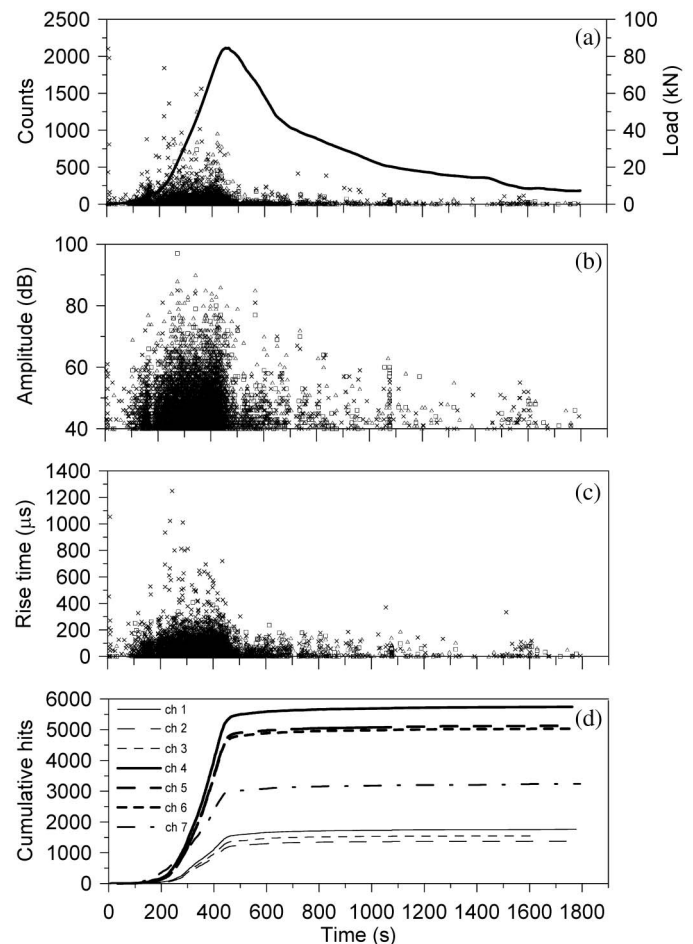 2500
2000
1500
1000
500
0
Counts
100
80
60
40
20
0
Load (kN)
(a)
100
80
60
40
Amplitude (dB)
(b)
1400
1200
1000
800
600
400
200
0
Rise time (μs)
(c)
6000
5000
4000
3000
2000
1000
0
Cumulative hits
ch 1
ch 2
ch 3
ch 4
ch 5
ch 6
ch 7
(d)
0 200 400 600 800 1000 1200 1400 1600 1800
Time (s)